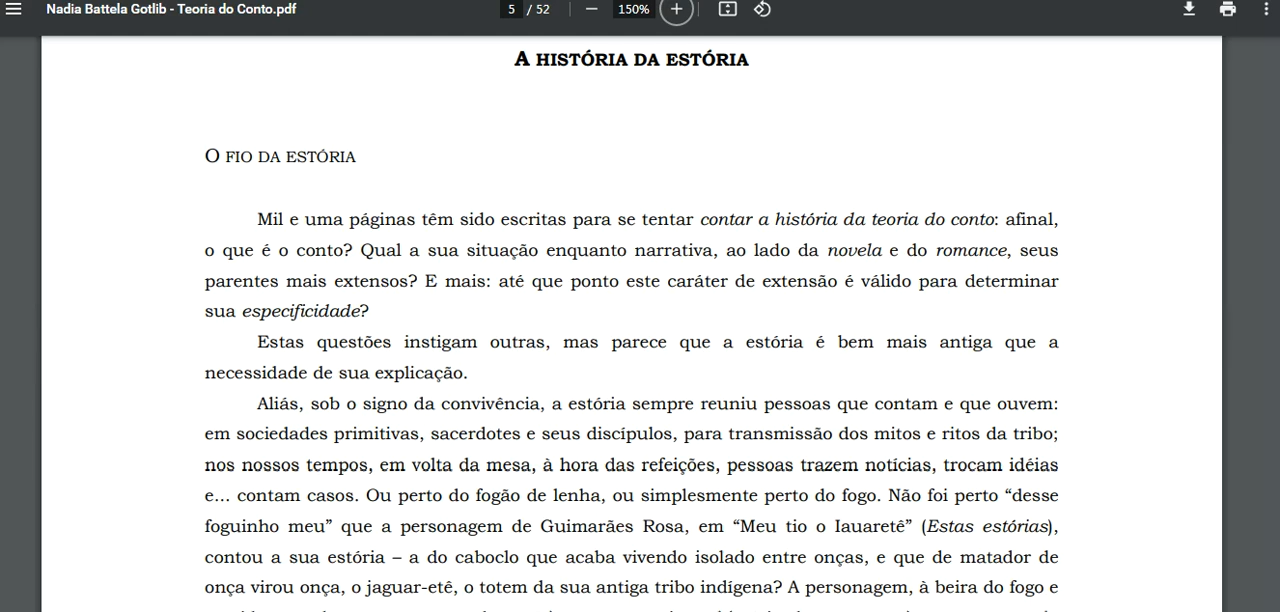 Nadia Battela Gotlib - Teoria do Conto.pdf
5 / 52
150%
A HISTÓRIA DA ESTÓRIA
O FIO DA ESTÓRIA
Mil e uma páginas têm sido escritas para se tentar contar a história da teoria do conto: afinal,
o que é o conto? Qual a sua situação enquanto narrativa, ao lado da novela e do romance, seus
parentes mais extensos? E mais: até que ponto este caráter de extensão é válido para determinar
sua especificidade?
Estas questões instigam outras, mas parece que a estória é bem mais antiga que a
necessidade de sua explicação.
Aliás, sob o signo da convivência, a estória sempre reuniu pessoas que contam e que ouvem:
em sociedades primitivas, sacerdotes e seus discípulos, para transmissão dos mitos e ritos da tribo;
nos nossos tempos, em volta da mesa, à hora das refeições, pessoas trazem notícias, trocam idéias
e... contam casos. Ou perto do fogão de lenha, ou simplesmente perto do fogo. Não foi perto “desse
foguinho meu” que a personagem de Guimarães Rosa, em “Meu tio o Iauaretê” (Estas estórias),
contou a sua estória – a do caboclo que acaba vivendo isolado entre onças, e que de matador de
onça virou onça, o jaguar-etê, o totem da sua antiga tribo indígena? A personagem, à beira do fogo e